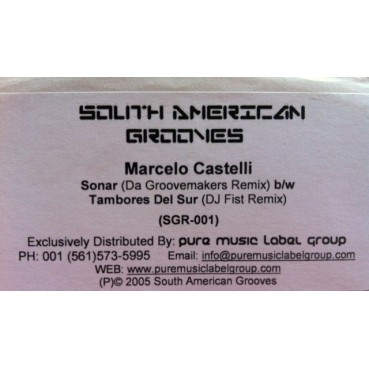 SOUTH AMERICAN
GROOVES
Marcelo Castelli
Sonar (Da Groovemakers Remix) b/w
Tambores Del Sur (DJ Fist Remix)
(SGR-001)
Exclusively Distributed By: pure music Label group
PH: 001 (561)573-5995 Email: info@puremusiclabelgroup.com
WEB: www.puremusiclabelgroup.com
(P)© 2005 South American Grooves